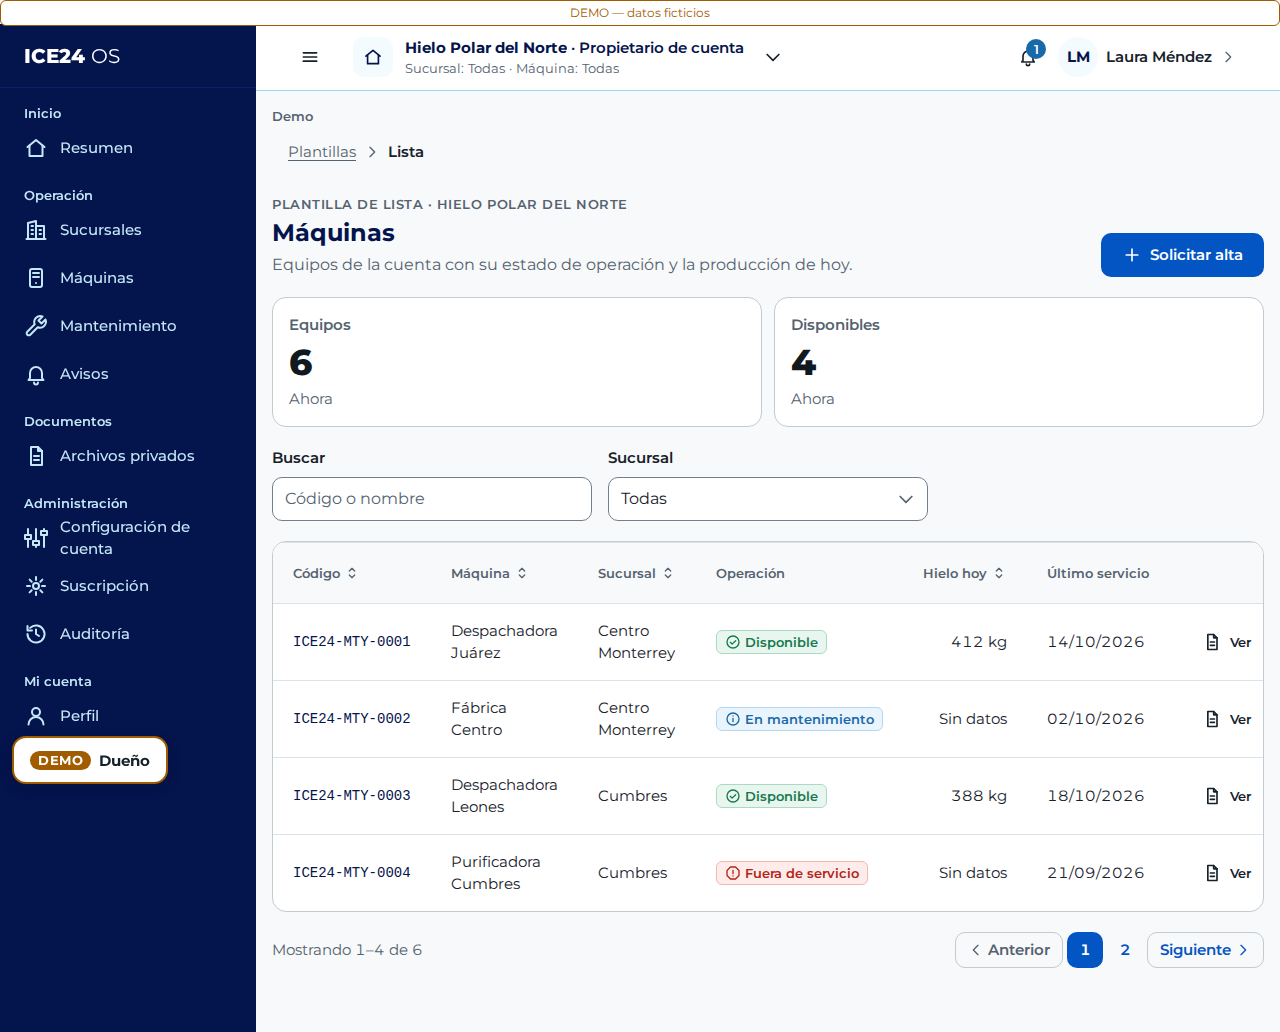 DEMO — datos ficticios
ICE24 OS
Inicio
Resumen
Operación
Sucursales
Máquinas
Mantenimiento
Avisos
Documentos
Archivos privados
Administración
Configuración de
cuenta
Suscripción
Auditoría
Mi cuenta
Perfil
DEMO Dueño
Hielo Polar del Norte · Propietario de cuenta
Sucursal: Todas · Máquina: Todas
1
LM Laura Méndez
Demo
Plantillas Lista
PLANTILLA DE LISTA · HIELO POLAR DEL NORTE
Máquinas
Equipos de la cuenta con su estado de operación y la producción de hoy.
Solicitar alta
Equipos
6
Ahora
Disponibles
4
Ahora
Buscar
Código o nombre
Sucursal
Todas
Código Máquina Sucursal Operación Hielo hoy Último servicio
ICE24-MTY-0001 Despachadora Juárez Centro Monterrey Disponible 412 kg 14/10/2026 Ver
ICE24-MTY-0002 Fábrica Centro Centro Monterrey En mantenimiento Sin datos 02/10/2026 Ver
ICE24-MTY-0003 Despachadora Leones Cumbres Disponible 388 kg 18/10/2026 Ver
ICE24-MTY-0004 Purificadora Cumbres Cumbres Fuera de servicio Sin datos 21/09/2026 Ver
Mostrando 1–4 de 6
Anterior 1 2 Siguiente